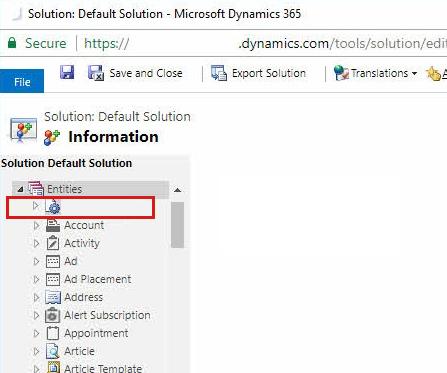 Solution: Default Solution - Microsoft Dynamics 365
Secure https:// .dynamics.com/tools/solution/edi
File Save and Close Export Solution Translations
Solution: Default Solution
Information
Solution Default Solution
Entities
Account
Activity
Ad
Ad Placement
Address
Alert Subscription
Appointment
Article
Article Template